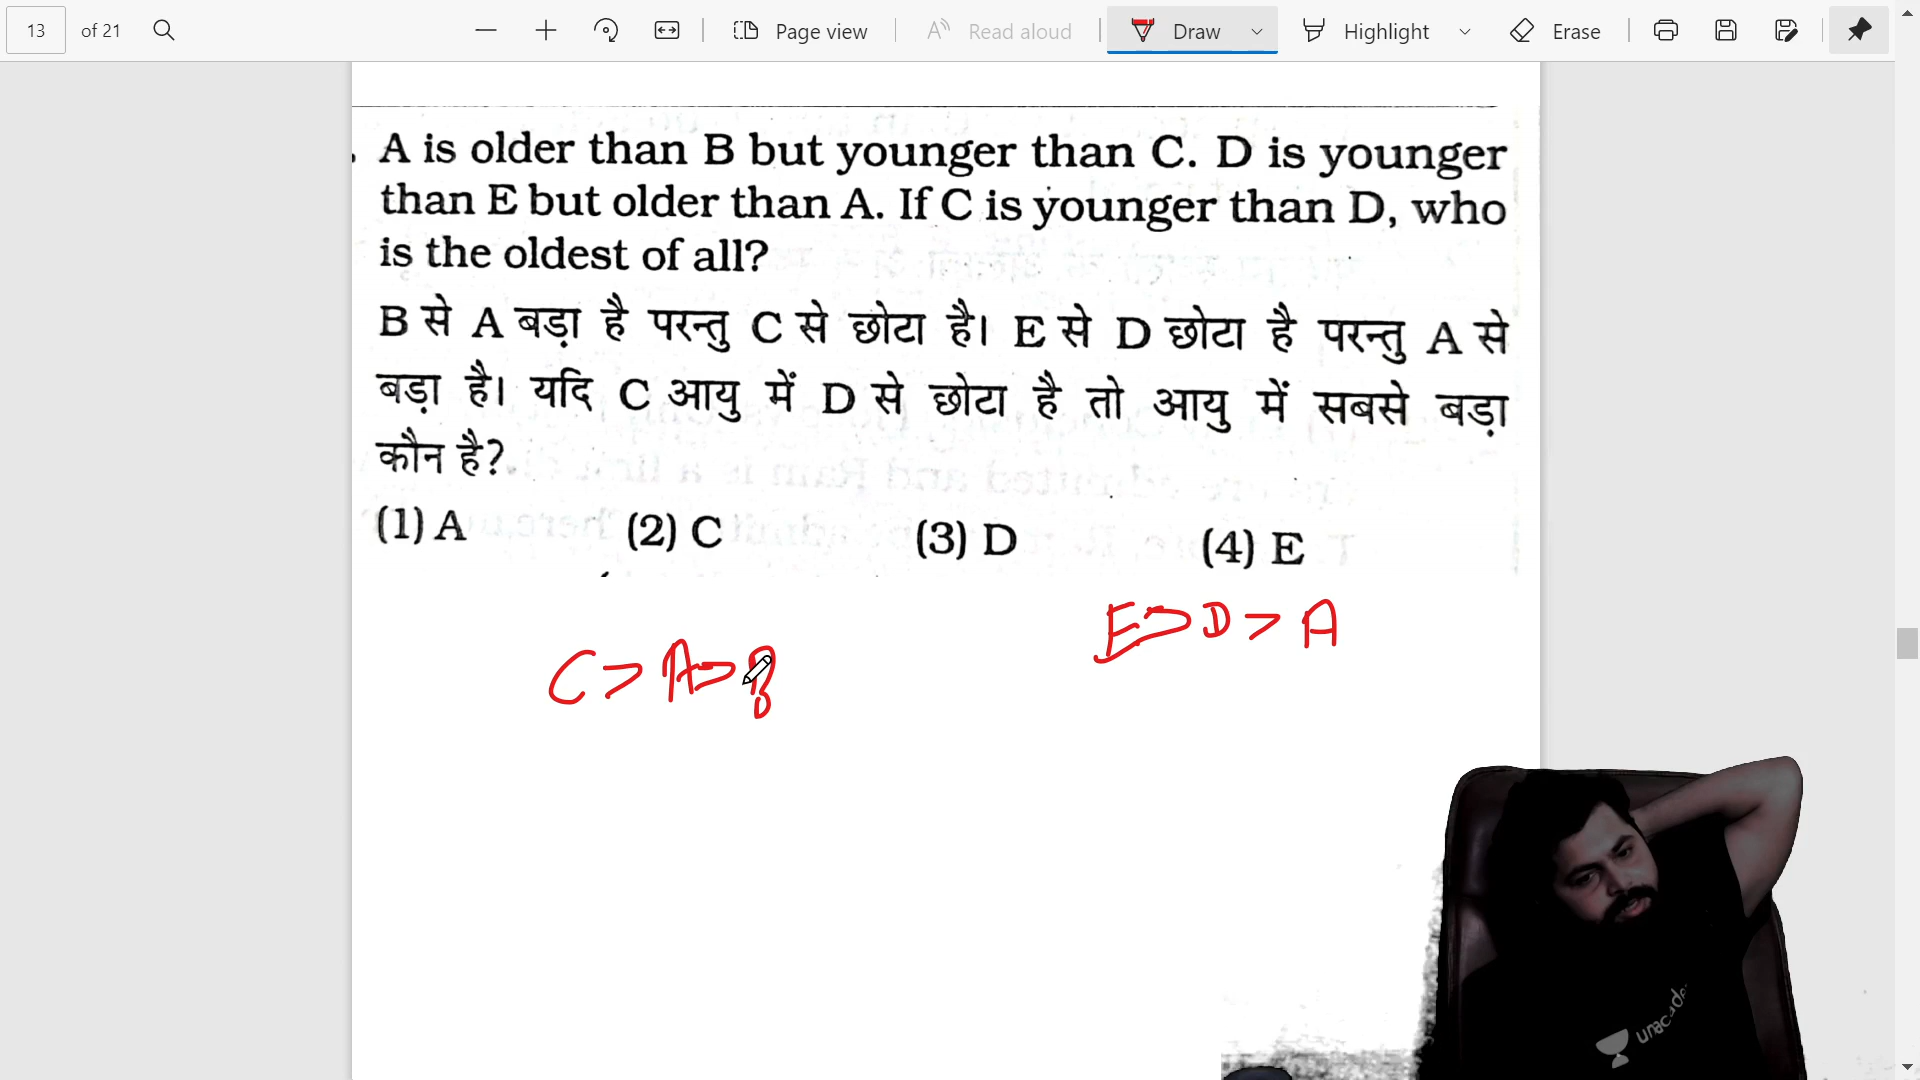 13 of 21 Page view Read aloud Draw Highlight Erase
A is older than B but younger than C. D is younger
than E but older than A. If C is younger than D, who
is the oldest of all?
B से A बड़ा है परन्तु C से छोटा है। E से D छोटा है परन्तु A से
बड़ा है। यदि C आयु में D से छोटा है तो आयु में सबसे बड़ा
कौन है?
(1) A (2) C (3) D (4) E
E > D > A
C > A > B
unacade